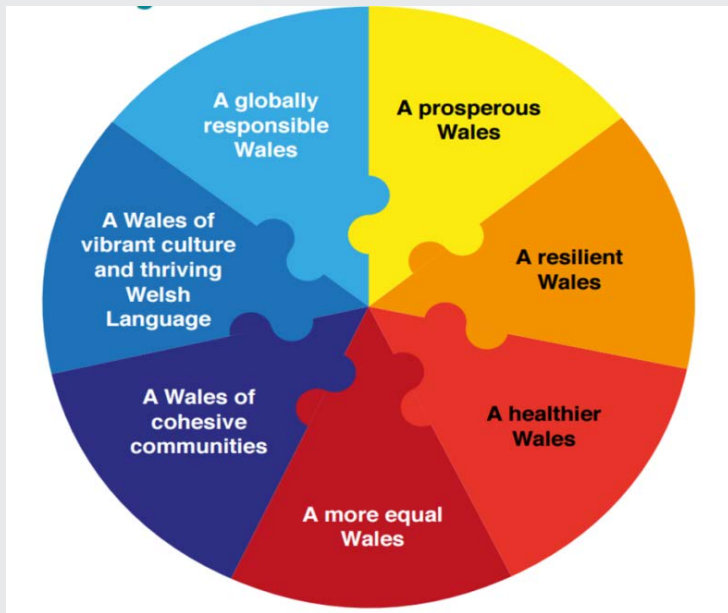 A globally
responsible
Wales
A prosperous
Wales
A resilient
Wales
A healthier
Wales
A more equal
Wales
A Wales of
cohesive
communities
A Wales of
vibrant culture
and thriving
Welsh
Language